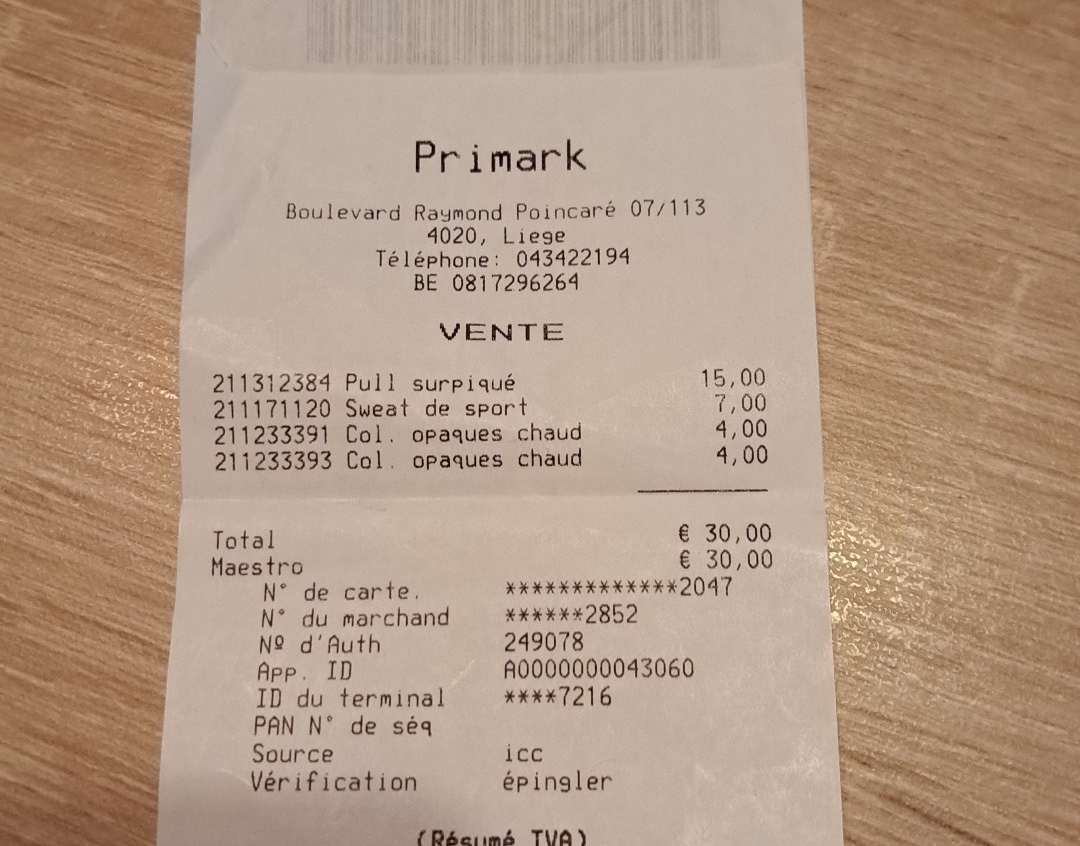 Primark
Boulevard Raymond Poincaré 07/113
4020, Liege
Téléphone: 043422194
BE 0817296264
VENTE
211312384 Pull surpiqué 15,00
211171120 Sweat de sport 7,00
211233391 Col. opaques chaud 4,00
211233393 Col. opaques chaud 4,00
Total € 30,00
Maestro € 30,00
N° de carte. *************2047
N° du marchand ******2852
Nº d'Auth 249078
App. ID A0000000043060
ID du terminal ****7216
PAN N° de séq
Source icc
Vérification épingler
(Résumé TVA)